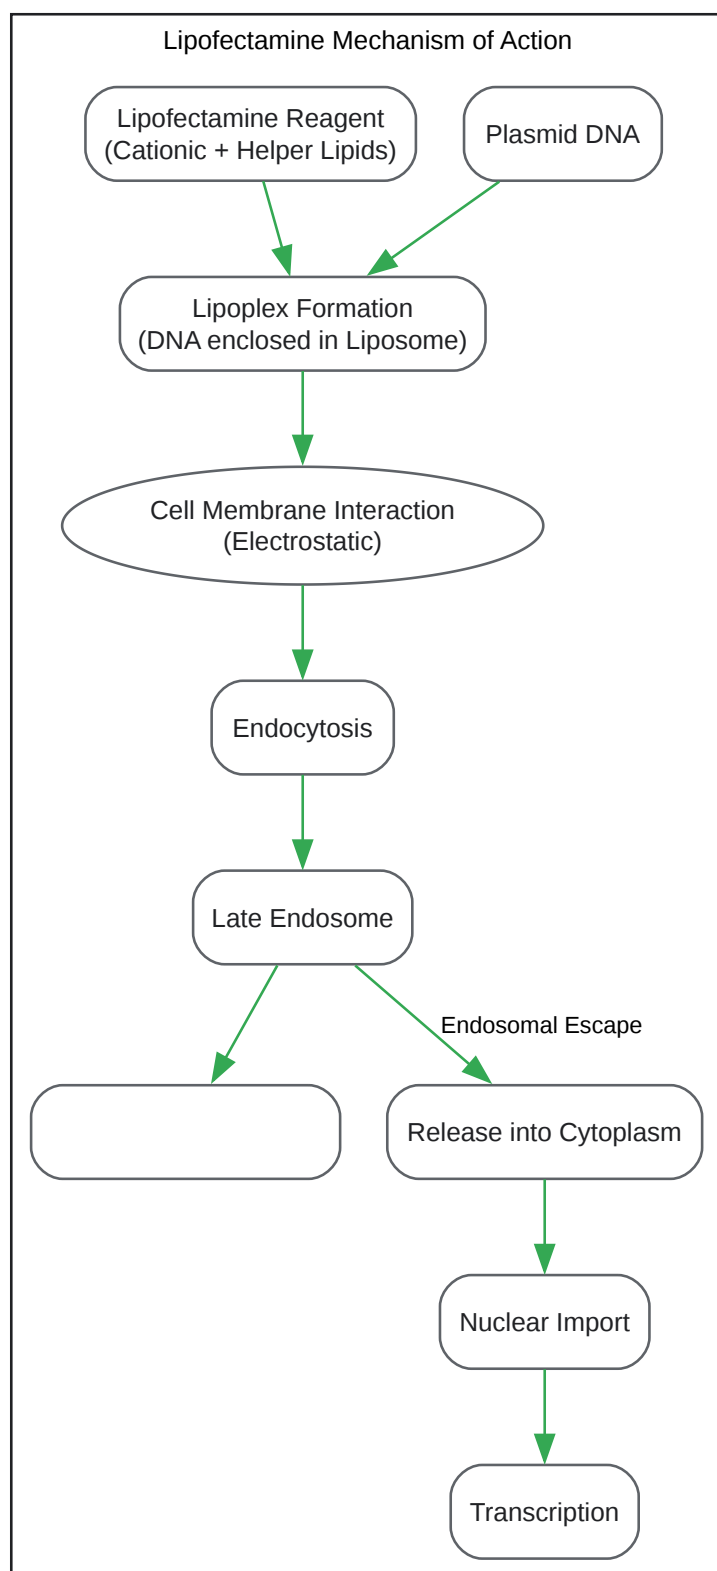 Lipofectamine Mechanism of Action
Lipofectamine Reagent
(Cationic + Helper Lipids)
Plasmid DNA
Lipoplex Formation
(DNA enclosed in Liposome)
Cell Membrane Interaction
(Electrostatic)
Endocytosis
Late Endosome
Endosomal Escape
Release into Cytoplasm
Nuclear Import
Transcription